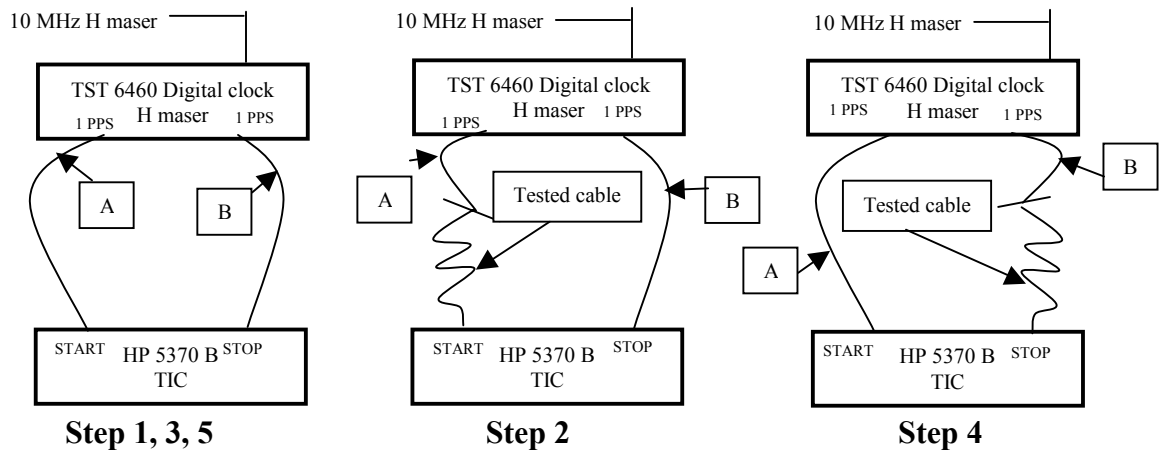 10 MHz H maser
TST 6460 Digital clock
H maser
1 PPS
1 PPS
A
B
START
HP 5370 B
STOP
TIC
Step 1, 3, 5
10 MHz H maser
TST 6460 Digital clock
H maser
1 PPS
1 PPS
A
Tested cable
B
START
HP 5370 B
STOP
TIC
Step 2
10 MHz H maser
TST 6460 Digital clock
1 PPS
H maser
1 PPS
B
Tested cable
A
START
HP 5370 B
STOP
TIC
Step 4